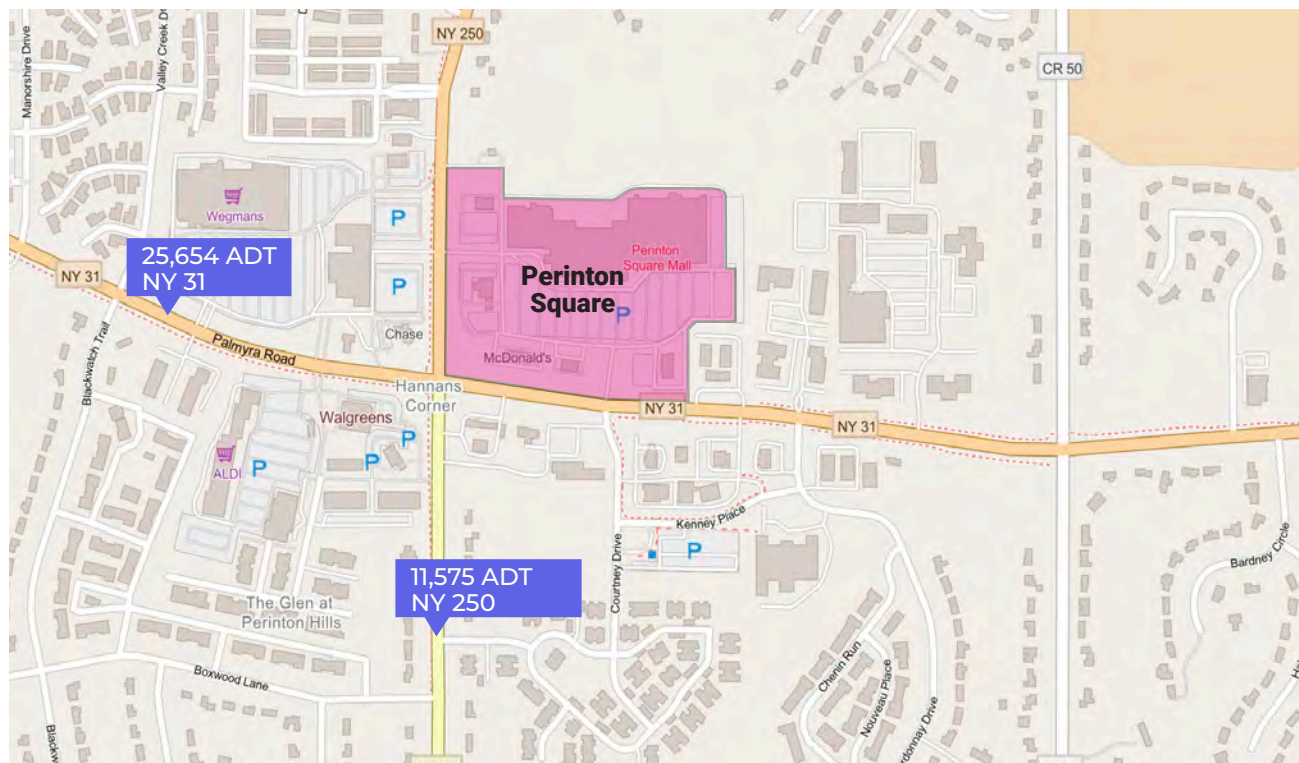 NY 250
CR 50
Manorshire Drive
Valley Creek D
Wegmans
P
25,654 ADT
NY 31
NY 31
Perinton
Square Mall
Perinton
Square
P
P
Chase
Palmyra Road
McDonald's
Hannans
Corner
NY 31
NY 31
Blackwatch Trail
Walgreens
P
P
ALDI
P
Kenney Place
P
Courtney Drive
Bardney Circle
11,575 ADT
NY 250
The Glen at
Perinton Hills
Boxwood Lane
Chenin Run
Nouveau Place
rdonnay Drive
Blackw